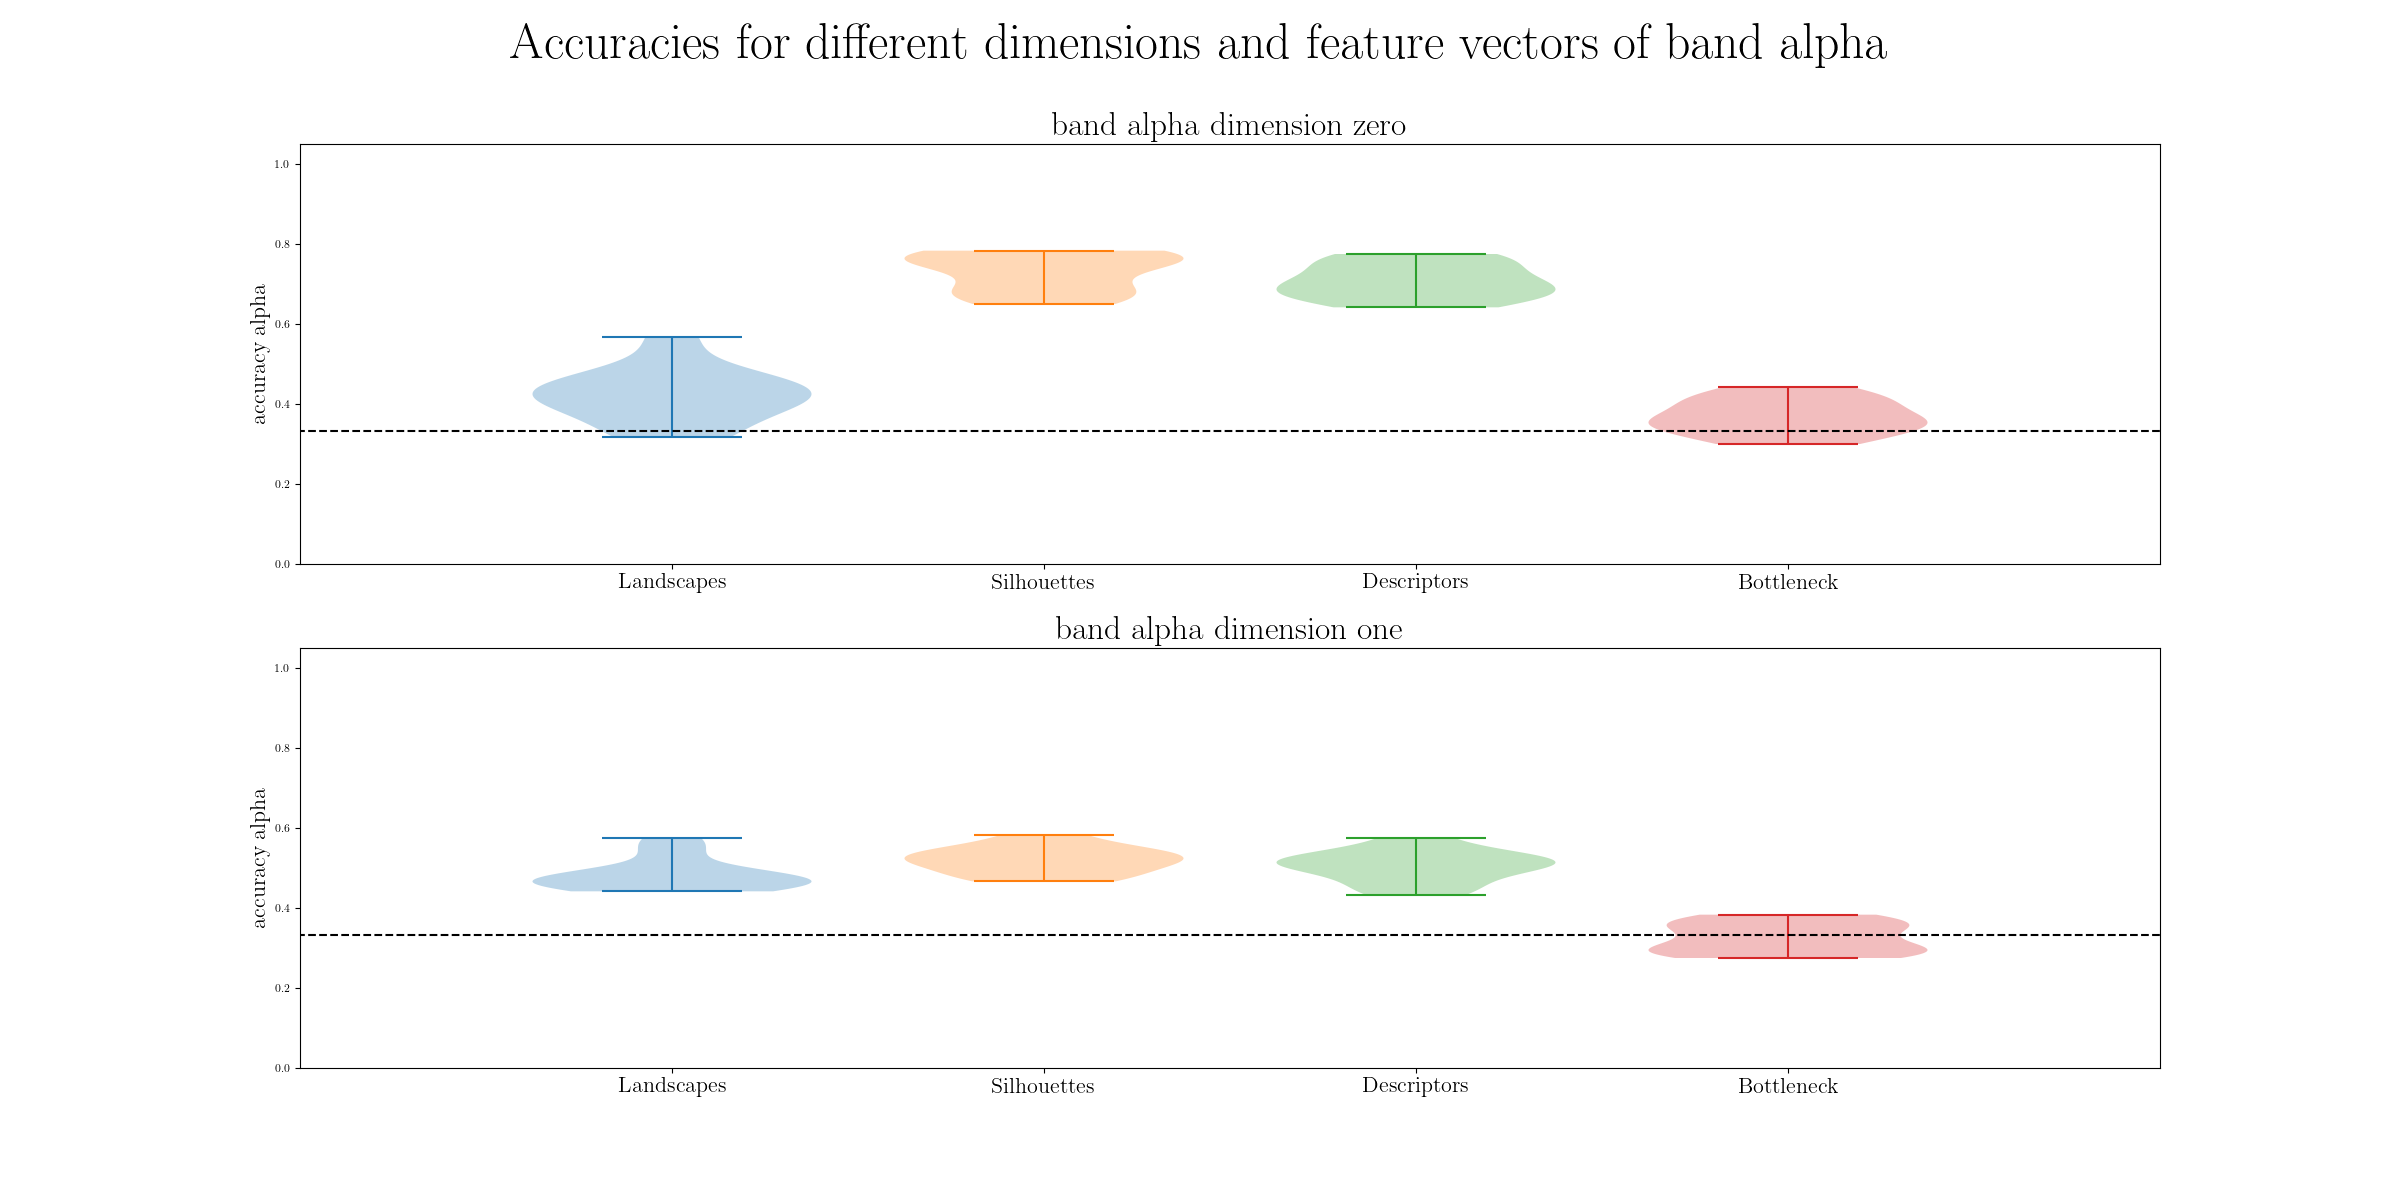 Accuracies for different dimensions and feature vectors of band alpha
band alpha dimension zero
1.0
0.8
0.6
0.4
0.2
0.0
accuracy alpha
Landscapes Silhouettes Descriptors Bottleneck
band alpha dimension one
1.0
0.8
0.6
0.4
0.2
0.0
accuracy alpha
Landscapes Silhouettes Descriptors Bottleneck